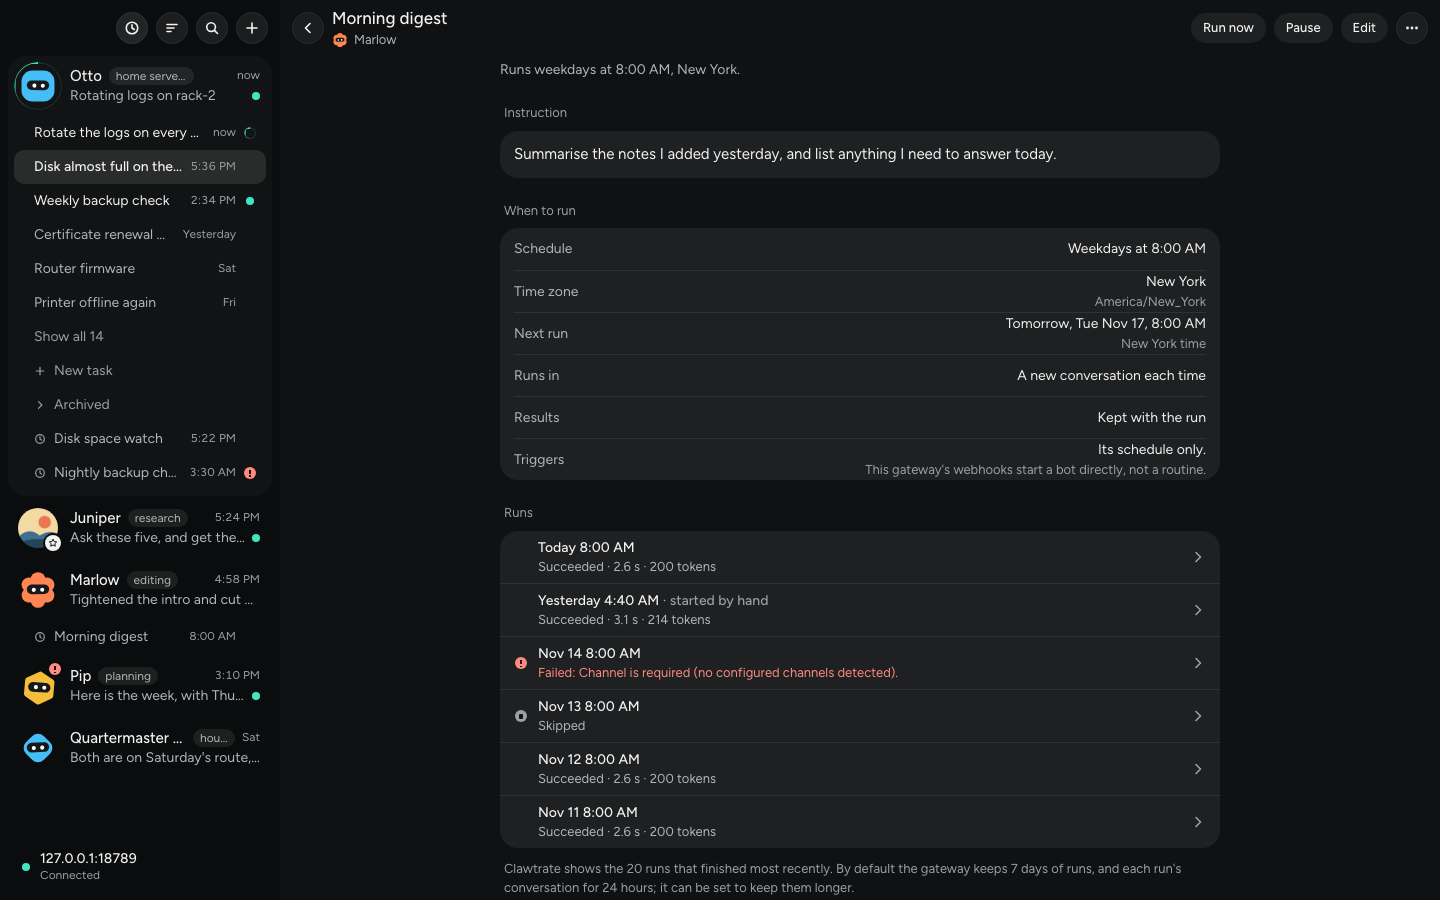 Otto home serve... now
Rotating logs on rack-2
Rotate the logs on every ... now
Disk almost full on the... 5:36 PM
Weekly backup check 2:34 PM
Certificate renewal ... Yesterday
Router firmware Sat
Printer offline again Fri
Show all 14
New task
Archived
Disk space watch 5:22 PM
Nightly backup ch... 3:30 AM
Juniper research 5:24 PM
Ask these five, and get the...
Marlow editing 4:58 PM
Tightened the intro and cut ...
Morning digest 8:00 AM
Pip planning 3:10 PM
Here is the week, with Thu...
Quartermaster ... hou... Sat
Both are on Saturday's route,...
127.0.0.1:18789
Connected
Morning digest
Marlow
Run now Pause Edit
Runs weekdays at 8:00 AM, New York.
Instruction
Summarise the notes I added yesterday, and list anything I need to answer today.
When to run
Schedule Weekdays at 8:00 AM
Time zone New York
America/New_York
Next run Tomorrow, Tue Nov 17, 8:00 AM
New York time
Runs in A new conversation each time
Results Kept with the run
Triggers Its schedule only.
This gateway's webhooks start a bot directly, not a routine.
Runs
Today 8:00 AM
Succeeded · 2.6 s · 200 tokens
Yesterday 4:40 AM · started by hand
Succeeded · 3.1 s · 214 tokens
Nov 14 8:00 AM
Failed: Channel is required (no configured channels detected).
Nov 13 8:00 AM
Skipped
Nov 12 8:00 AM
Succeeded · 2.6 s · 200 tokens
Nov 11 8:00 AM
Succeeded · 2.6 s · 200 tokens
Clawtrate shows the 20 runs that finished most recently. By default the gateway keeps 7 days of runs, and each run's
conversation for 24 hours; it can be set to keep them longer.